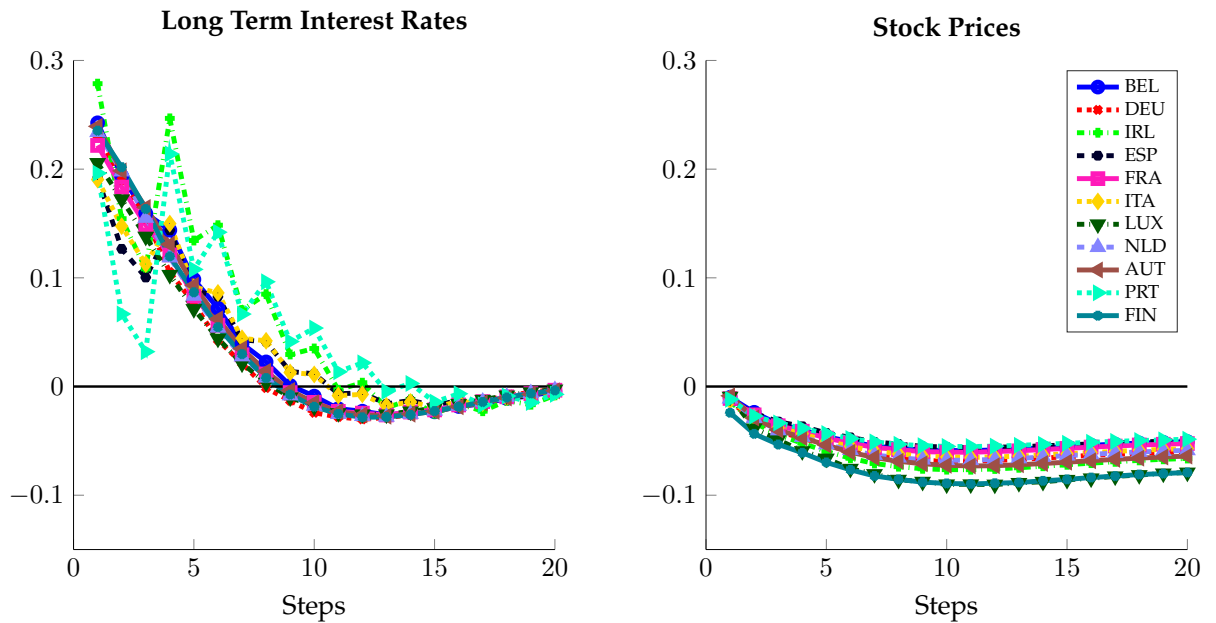 Long Term Interest Rates
0.3
0.2
0.1
0
−0.1
0
5
10
15
20
Steps
Stock Prices
0.3
0.2
0.1
0
−0.1
0
5
10
15
20
Steps
BEL
DEU
IRL
ESP
FRA
ITA
LUX
NLD
AUT
PRT
FIN